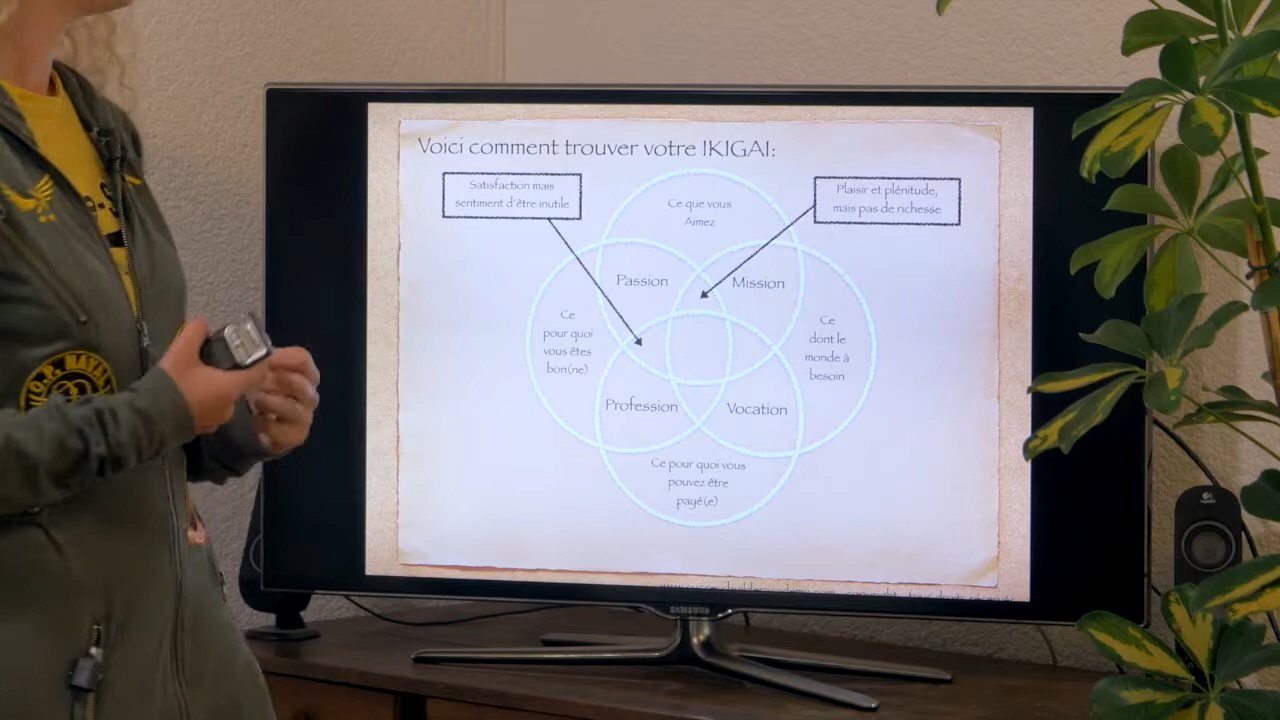 Voici comment trouver votre IKIGAI:
Satisfaction mais
sentiment d'être inutile
Plaisir et plénitude,
mais pas de richesse
Ce que vous
Aimez
Passion
Mission
Ce
pour quoi
vous êtes
bon(ne)
Ce
dont le
monde à
besoin
Profession
Vocation
Ce pour quoi vous
pouvez être
payé(e)
SAMSUNG